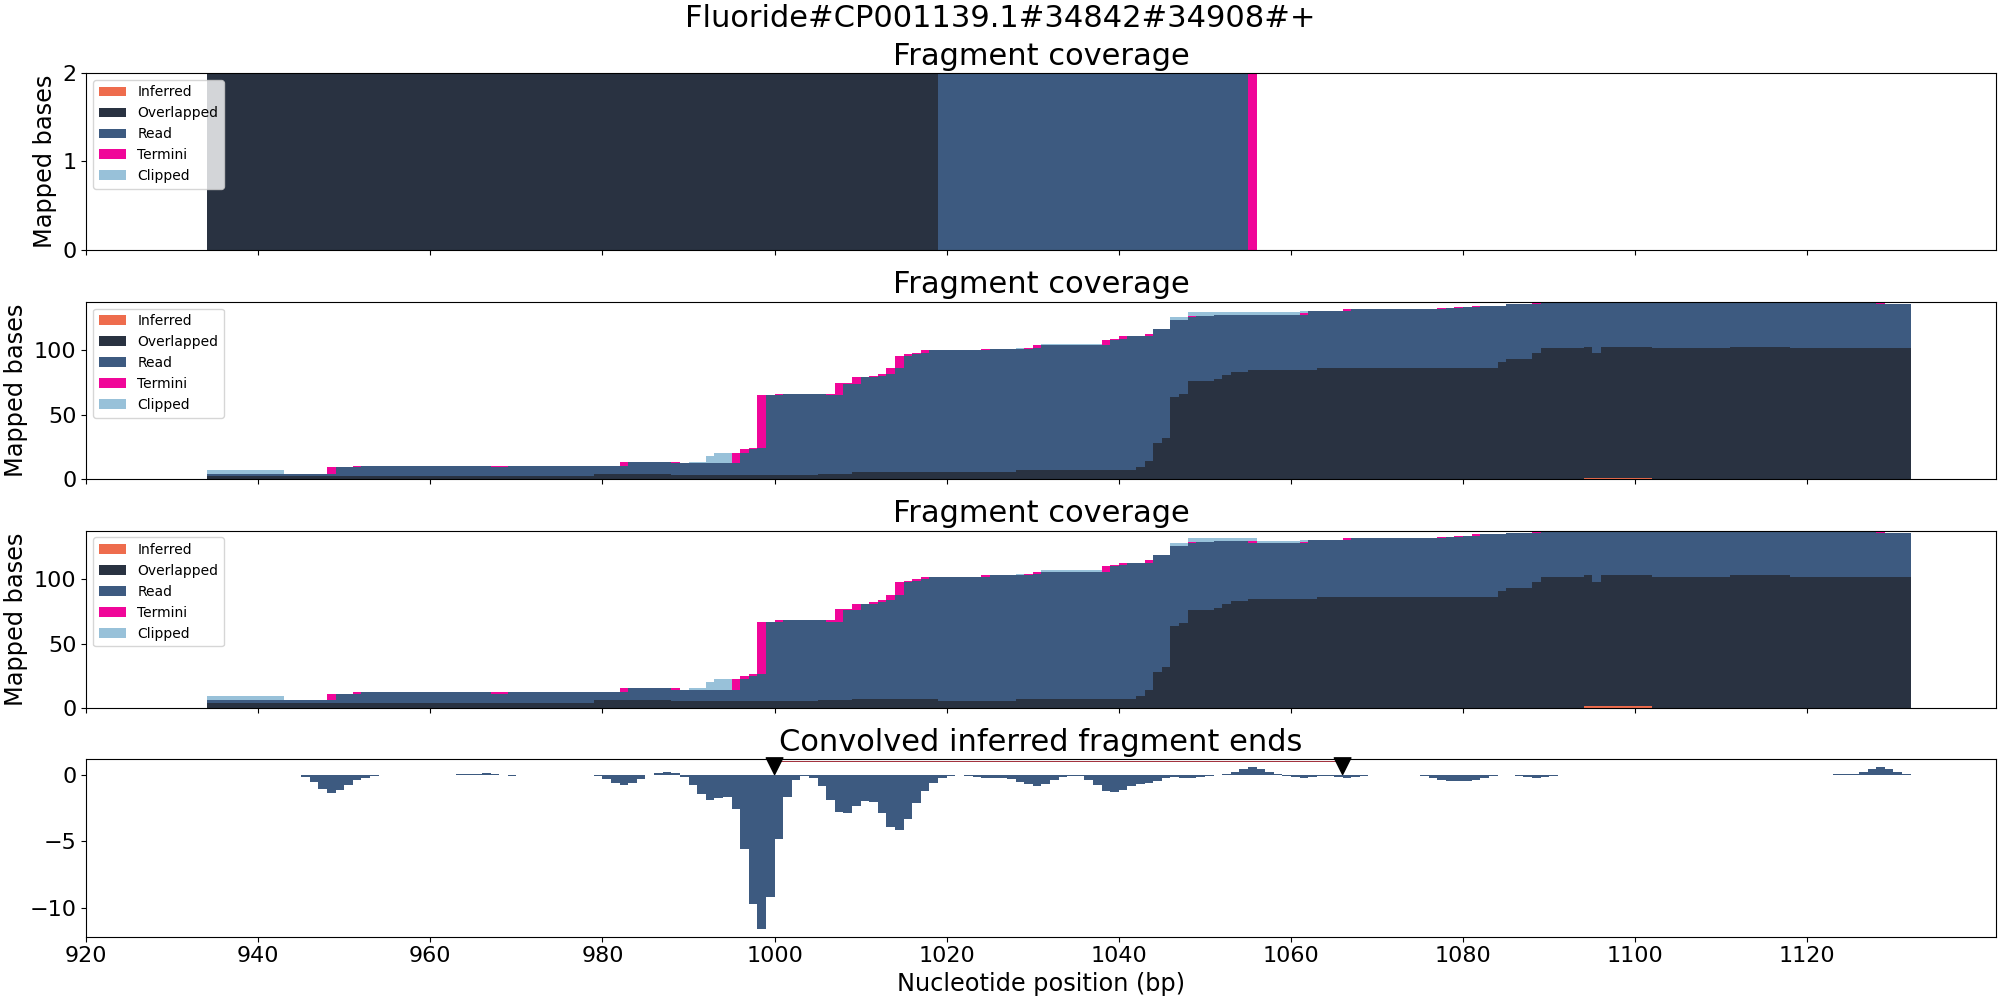 Fluoride#CP001139.1#34842#34908#+
Fragment coverage
Mapped bases
2
1
0
Inferred
Overlapped
Read
Termini
Clipped
Fragment coverage
Mapped bases
100
50
0
Inferred
Overlapped
Read
Termini
Clipped
Fragment coverage
Mapped bases
100
50
0
Inferred
Overlapped
Read
Termini
Clipped
Convolved inferred fragment ends
0
−5
−10
920 940 960 980 1000 1020 1040 1060 1080 1100 1120
Nucleotide position (bp)